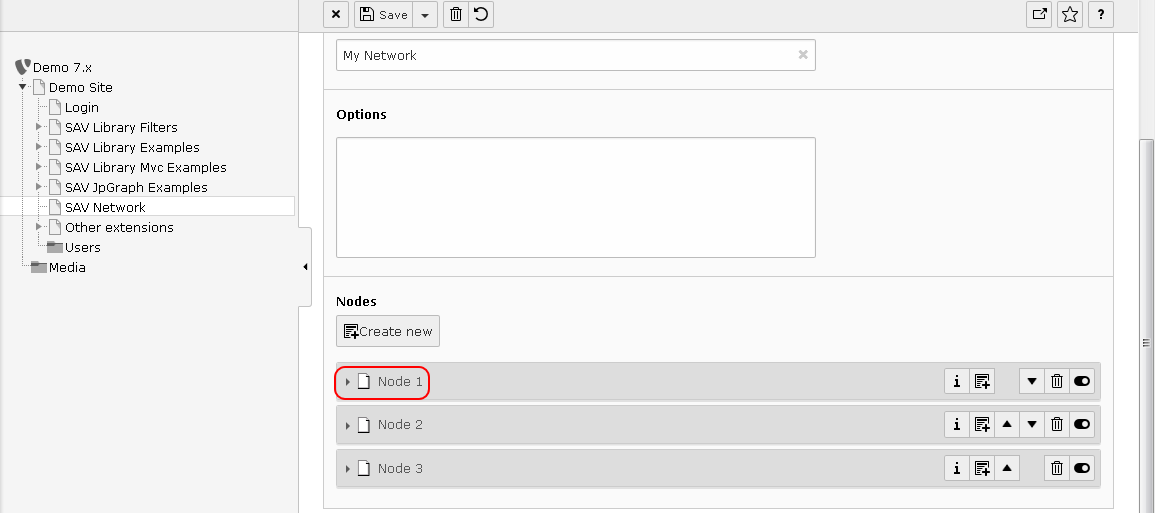 Save
?
Demo 7.x
Demo Site
Login
SAV Library Filters
SAV Library Examples
SAV Library Mvc Examples
SAV JpGraph Examples
SAV Network
Other extensions
Users
Media
My Network
Options
Nodes
Create new
Node 1
Node 2
Node 3